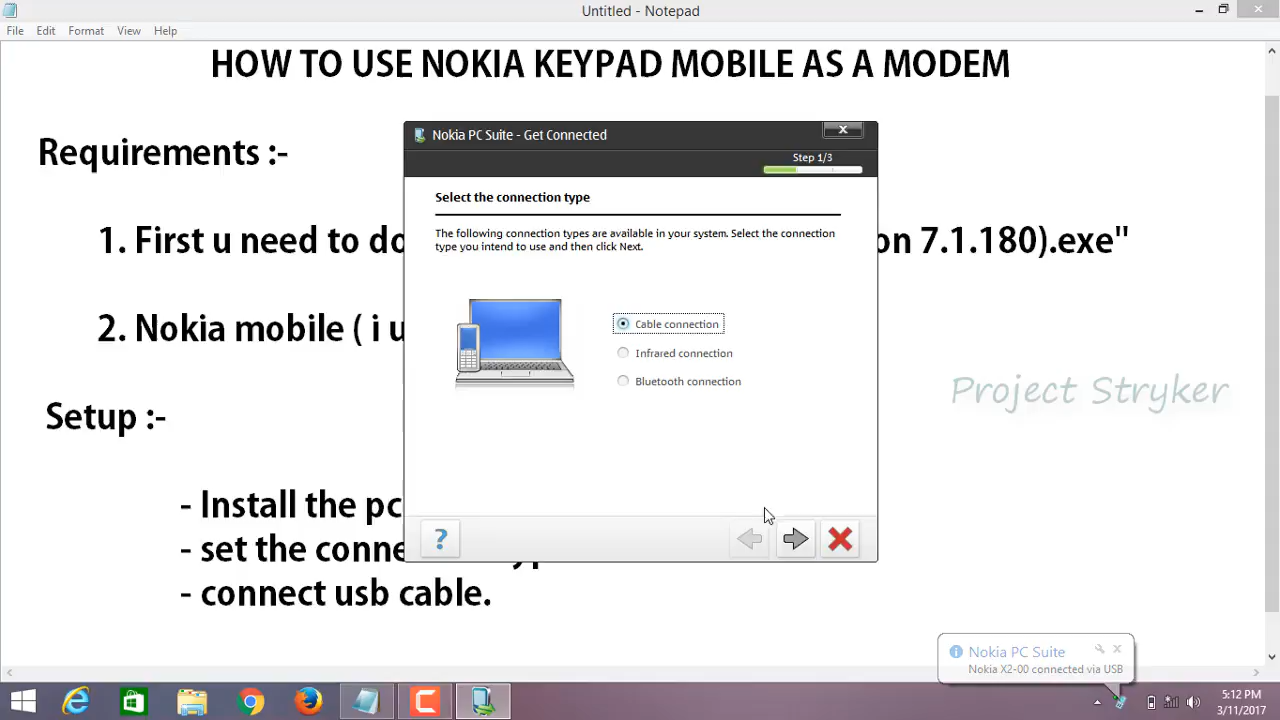 Untitled - Notepad
File Edit Format View Help
HOW TO USE NOKIA KEYPAD MOBILE AS A MODEM
Requirements :-
1. First u need to do
on 7.1.180).exe"
2. Nokia mobile ( i u
Setup :-
- Install the pc
- set the conne
- connect usb cable.
Nokia PC Suite - Get Connected
Step 1/3
Select the connection type
The following connection types are available in your system. Select the connection
type you intend to use and then click Next.
Cable connection
Infrared connection
Bluetooth connection
?
Project Stryker
Nokia PC Suite
Nokia X2-00 connected via USB
5:12 PM
3/11/2017